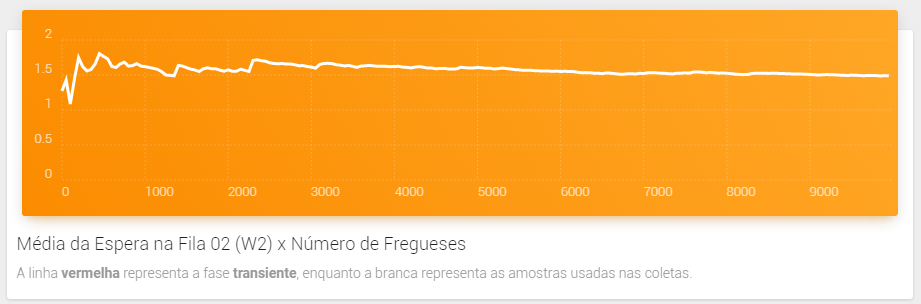 2
1.5
1
0.5
0
0 1000 2000 3000 4000 5000 6000 7000 8000 9000
Média da Espera na Fila 02 (W2) x Número de Fregueses
A linha vermelha representa a fase transiente, enquanto a branca representa as amostras usadas nas coletas.